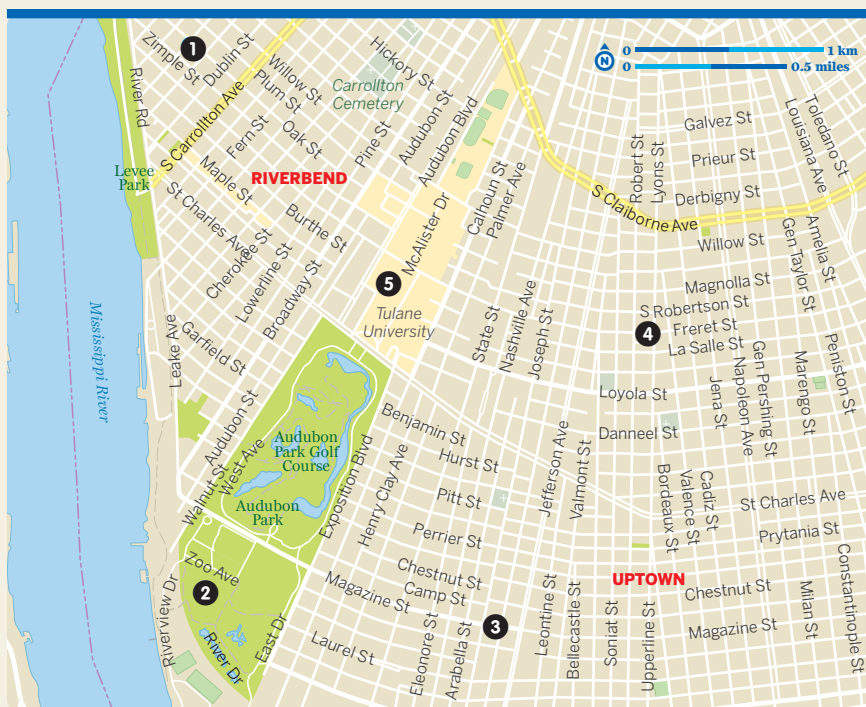 1
Zimple St
Dublin St
River Rd
Willow St
Plum St
Hickory St
Carrollton
Cemetery
N
0 1 km
0 0.5 miles
S Carrollton Ave
Fern St
Oak St
Pine St
Audubon St
Audubon Blvd
Levee
Park
Maple St
RIVERBEND
St Charles Ave
Cherokee St
Lowerline St
Burthe St
Broadway St
McAlister Dr
Calhoun St
Palmer Ave
S Claiborne Ave
Robert St
Lyons St
Galvez St
Prieur St
Derbigny St
Toledano St
Louisiana Ave
Willow St
Gen Taylor St
Amelia St
5
Tulane
University
Mississippi River
Leake Ave
Garfield St
State St
Nashville Ave
Joseph St
Magnolla St
S Robertson St
4
Freret St
La Salle St
Loyola St
Danneel St
Jena St
Napoleon Ave
Gen Pershing St
Marengo St
Peniston St
Audubon St
Walnut St
West Ave
Audubon
Park Golf
Course
Audubon
Park
Exposition Blvd
Henry Clay Ave
Benjamin St
Hurst St
Pitt St
Perrier St
Jefferson Ave
Valmont St
Bordeaux St
Valence St
Cadiz St
St Charles Ave
Prytania St
Zoo Ave
2
Riverview Dr
River Dr
East Dr
Magazine St
Chestnut St
Camp St
Laurel St
Eleonore St
Arabella St
3
Leontine St
Bellecastle St
Soniat St
Upperline St
UPTOWN
Chestnut St
Magazine St
Milan St
Constantinople St